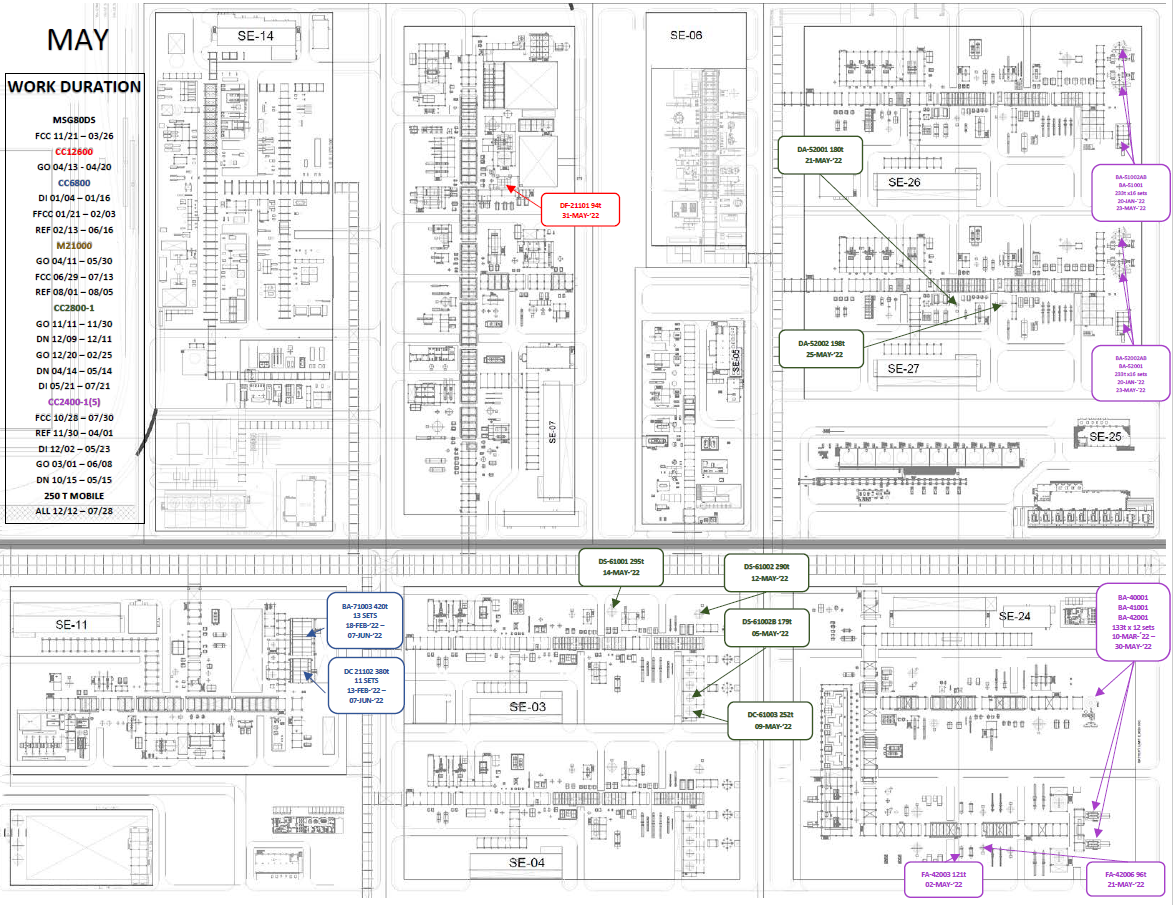 MAY
WORK DURATION
MSG80DS
FCC 11/21 – 03/26
CC12600
GO 04/13 – 04/20
CC6800
DI 01/04 – 01/16
FFCC 01/21 – 02/03
REF 02/13 – 06/16
M21000
GO 04/11 – 05/30
FCC 06/29 – 07/13
REF 08/01 – 08/05
CC2800-1
GO 11/11 – 11/30
DN 12/09 – 12/11
GO 12/20 – 02/25
DN 04/14 – 05/14
DI 05/21 – 07/21
CC2400-1(5)
FCC 10/28 – 07/30
REF 11/30 – 04/01
DI 12/02 – 05/23
GO 03/01 – 06/08
DN 10/15 – 05/15
250 T MOBILE
ALL 12/12 – 07/28
SE-14
SE-06
DF-21101 94t
31-MAY-'22
DA-52001 180t
21-MAY-'22
SE-26
BA-51002AB
BA-51001
233t x16 sets
20-JAN-'22
23-MAY-'22
DA-52002 198t
25-MAY-'22
SE-27
BA-52002AB
BA-52001
233t x16 sets
20-JAN-'22
23-MAY-'22
SE-05
SE-07
SE-25
DS-61001 295t
14-MAY-'22
DS-61002 290t
12-MAY-'22
DS-61002B 179t
05-MAY-'22
DC-61003 252t
09-MAY-'22
SE-11
BA-71003 420t
13 SETS
18-FEB-'22 –
07-JUN-'22
DC 21102 380t
11 SETS
13-FEB-'22 –
07-JUN-'22
SE-03
SE-24
BA-40001
BA-41001
BA-42001
133t x 12 sets
10-MAR-'22 –
30-MAY-'22
SE-04
FA-42003 121t
02-MAY-'22
FA-42006 96t
21-MAY-'22